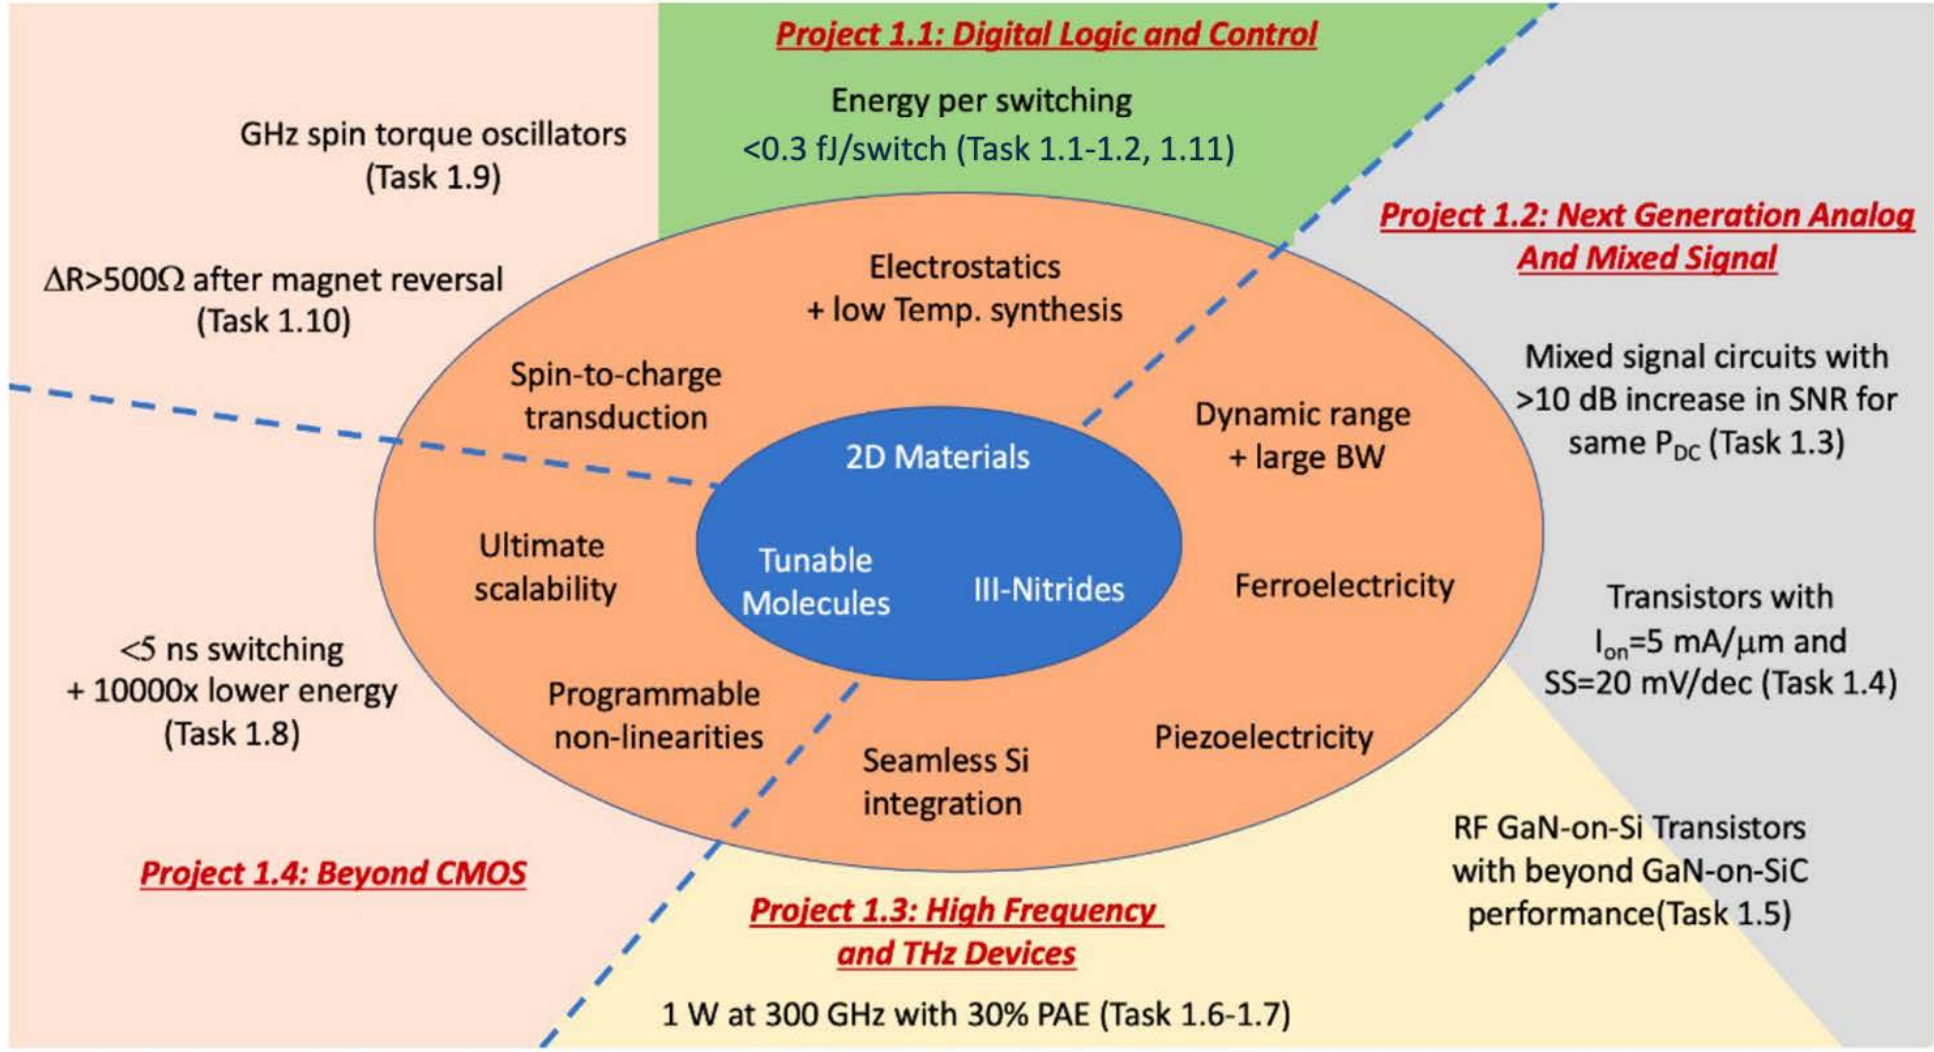 Project 1.1: Digital Logic and Control
Energy per switching
<0.3 fJ/switch (Task 1.1-1.2, 1.11)
GHz spin torque oscillators
(Task 1.9)
ΔR>500Ω after magnet reversal
(Task 1.10)
Project 1.2: Next Generation Analog
And Mixed Signal
Mixed signal circuits with
>10 dB increase in SNR for
same PDC (Task 1.3)
Transistors with
Ion=5 mA/μm and
SS=20 mV/dec (Task 1.4)
Electrostatics
+ low Temp. synthesis
Spin-to-charge
transduction
Dynamic range
+ large BW
2D Materials
Tunable
Molecules
III-Nitrides
Ultimate
scalability
Ferroelectricity
Programmable
non-linearities
Seamless Si
integration
Piezoelectricity
<5 ns switching
+ 10000x lower energy
(Task 1.8)
Project 1.4: Beyond CMOS
RF GaN-on-Si Transistors
with beyond GaN-on-SiC
performance(Task 1.5)
Project 1.3: High Frequency
and THz Devices
1 W at 300 GHz with 30% PAE (Task 1.6-1.7)